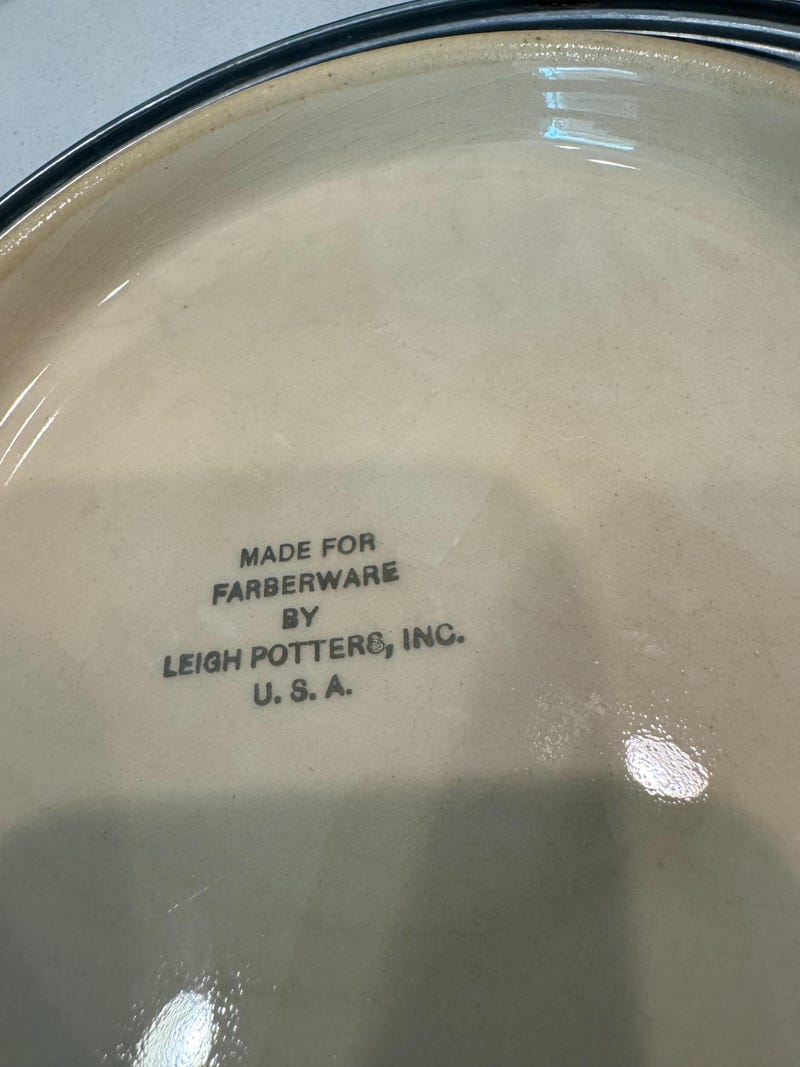 MADE FOR
FARBERWARE
BY
LEIGH POTTERS, INC.
U. S. A.